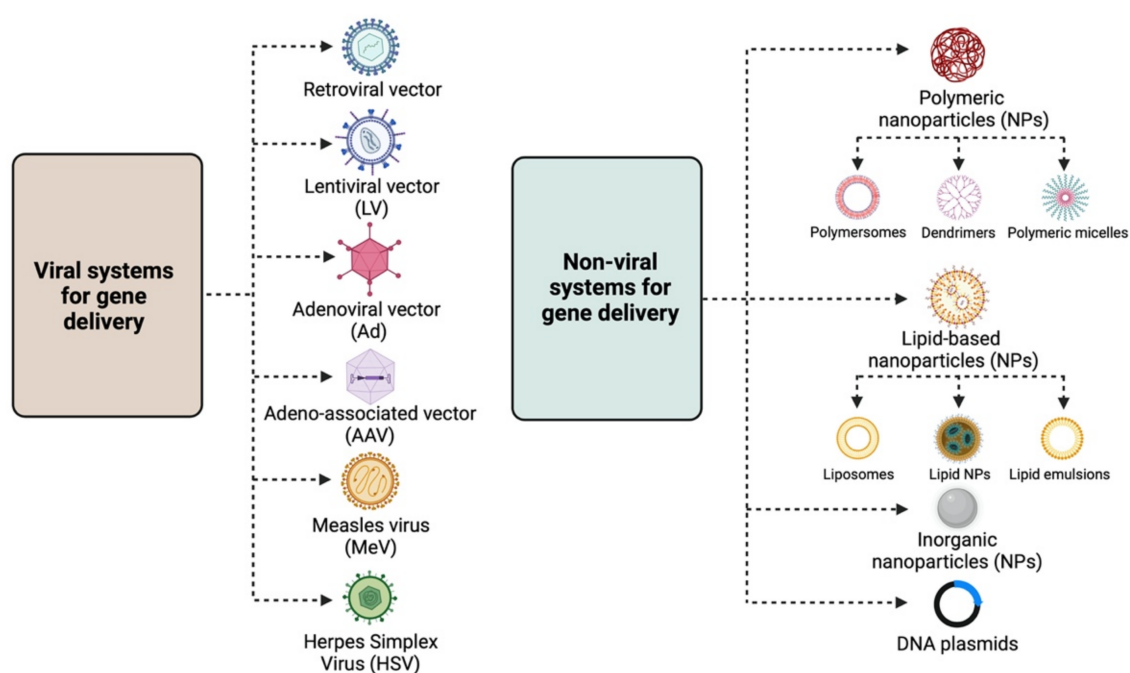 Viral systems
for gene
delivery
Retroviral vector
Lentiviral vector
(LV)
Adenoviral vector
(Ad)
Adeno-associated vector
(AAV)
Measles virus
(MeV)
Herpes Simplex
Virus (HSV)
Non-viral
systems for
gene delivery
Polymeric
nanoparticles (NPs)
Polymersomes
Dendrimers
Polymeric micelles
Lipid-based
nanoparticles (NPs)
Liposomes
Lipid NPs
Lipid emulsions
Inorganic
nanoparticles (NPs)
DNA plasmids